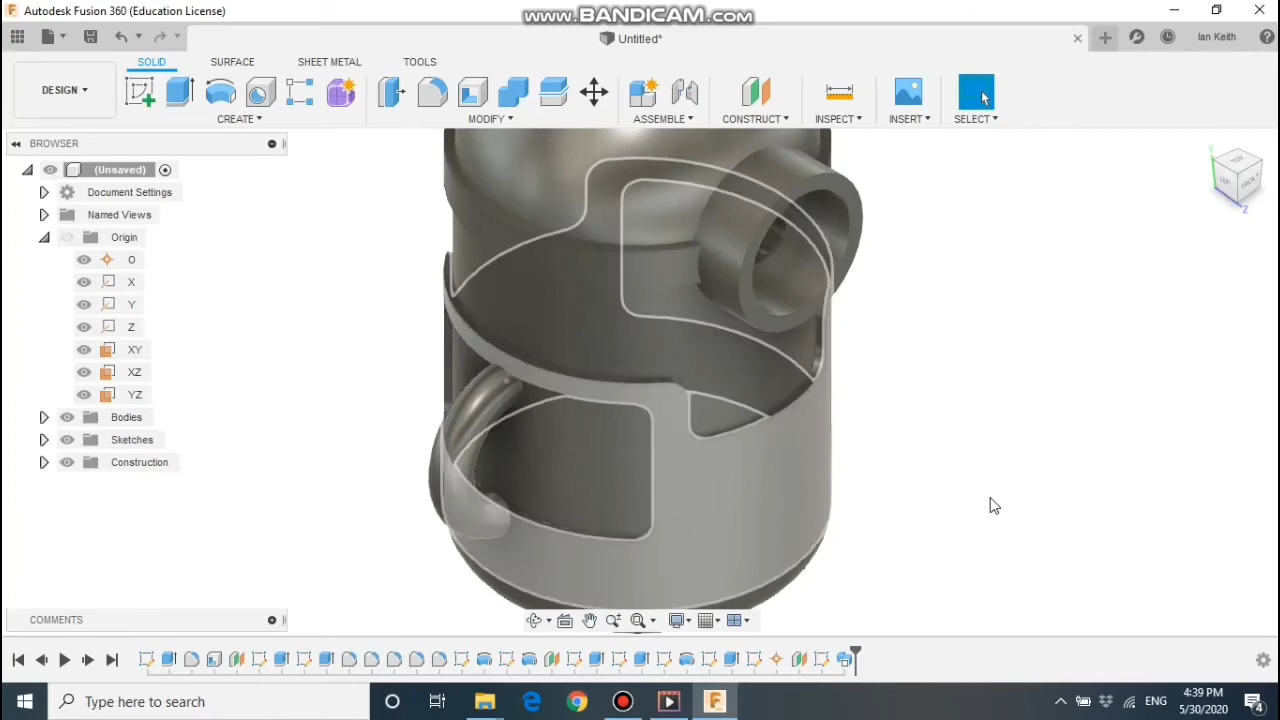 Autodesk Fusion 360 (Education License)
www.BANDICAM.com
Untitled*
Ian Keith
DESIGN
SOLID
SURFACE
SHEET METAL
TOOLS
CREATE
MODIFY
ASSEMBLE
CONSTRUCT
INSPECT
INSERT
SELECT
BROWSER
(Unsaved)
Document Settings
Named Views
Origin
O
X
Y
Z
XY
XZ
YZ
Bodies
Sketches
Construction
TOP
Y
Z
COMMENTS
Type here to search
ENG
4:39 PM
5/30/2020
4